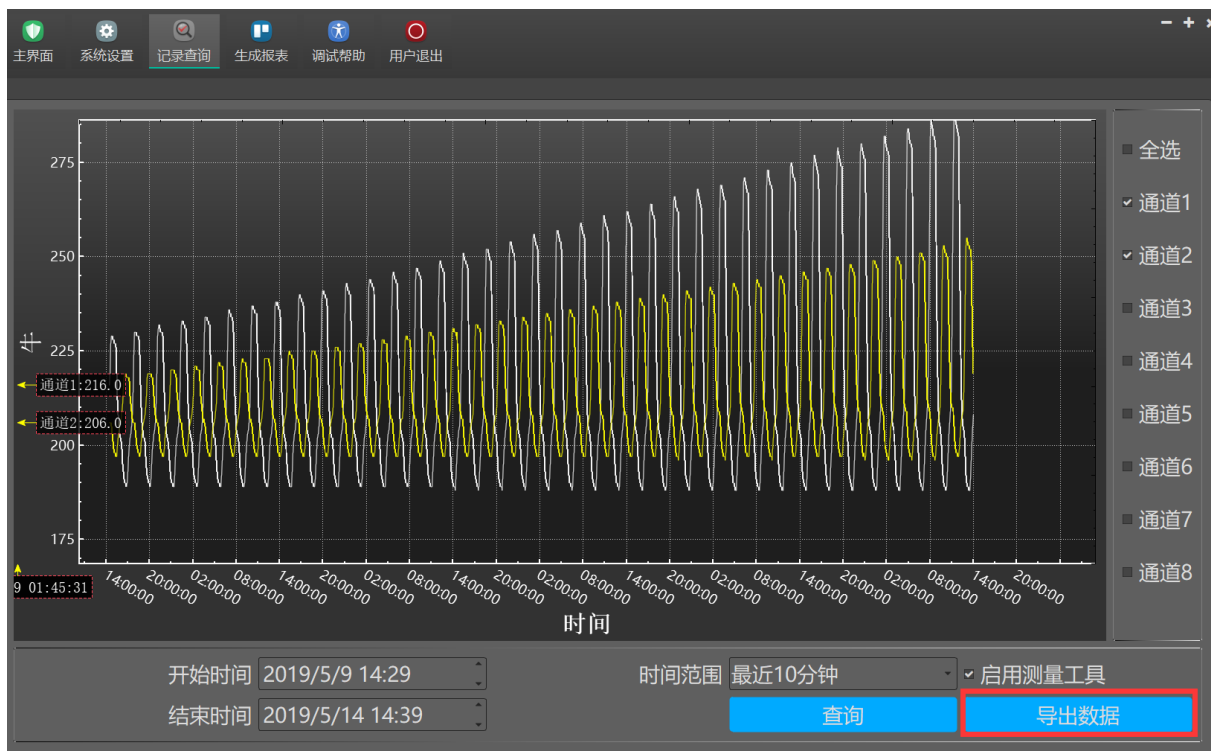 主界面 系统设置 记录查询 生成报表 调试帮助 用户退出
275
250
225
200
175
牛
通道1:216.0
通道2:206.0
9 01:45:31
14:00:00 20:00:00 02:00:00 08:00:00 14:00:00 20:00:00 02:00:00 08:00:00 14:00:00 20:00:00 02:00:00 08:00:00 14:00:00 20:00:00 02:00:00 08:00:00 14:00:00 20:00:00 02:00:00 08:00:00 14:00:00 20:00:00
时间
全选
通道1
通道2
通道3
通道4
通道5
通道6
通道7
通道8
开始时间 2019/5/9 14:29 时间范围 最近10分钟 启用测量工具
结束时间 2019/5/14 14:39 查询 导出数据